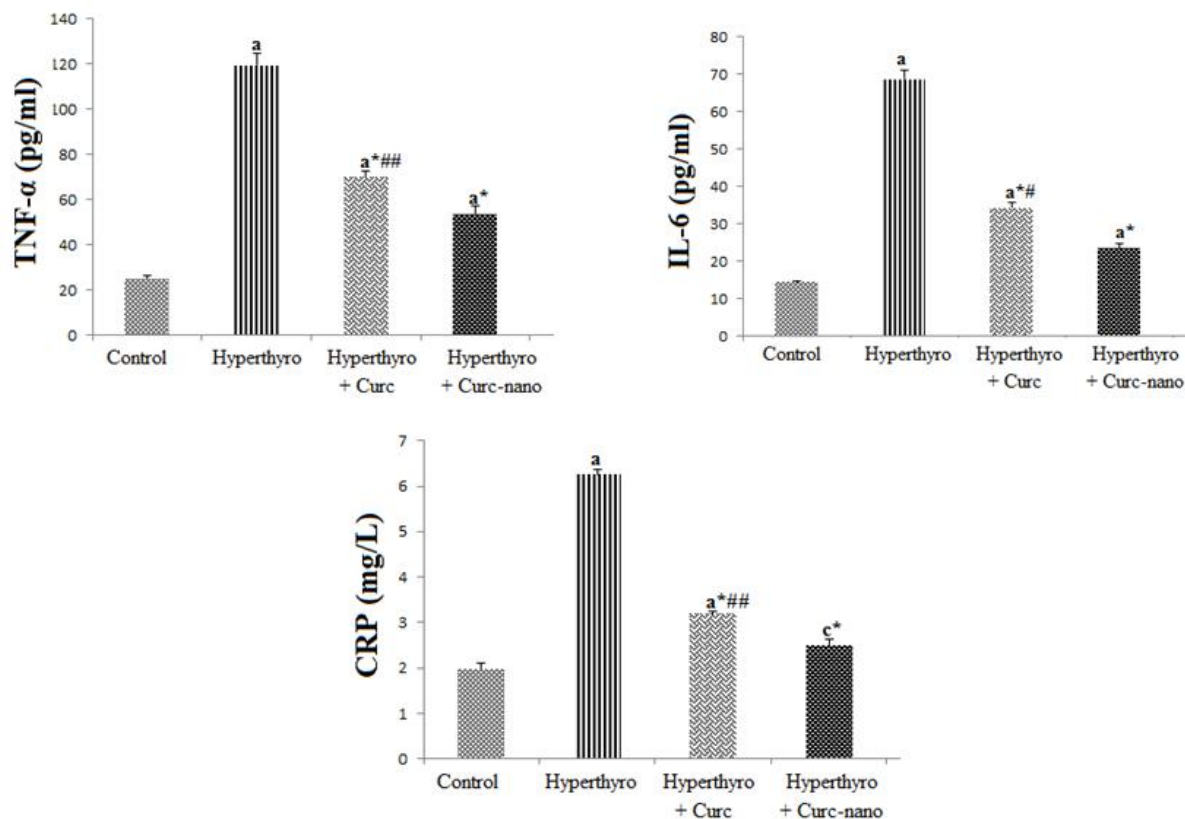 TNF-α (pg/ml)
140
120
100
80
60
40
20
0
a
a*##
a*
Control
Hyperthyro
Hyperthyro
+ Curc
Hyperthyro
+ Curc-nano
IL-6 (pg/ml)
80
70
60
50
40
30
20
10
0
a
a*#
a*
Control
Hyperthyro
Hyperthyro
+ Curc
Hyperthyro
+ Curc-nano
CRP (mg/L)
7
6
5
4
3
2
1
0
a
a*##
c*
Control
Hyperthyro
Hyperthyro
+ Curc
Hyperthyro
+ Curc-nano